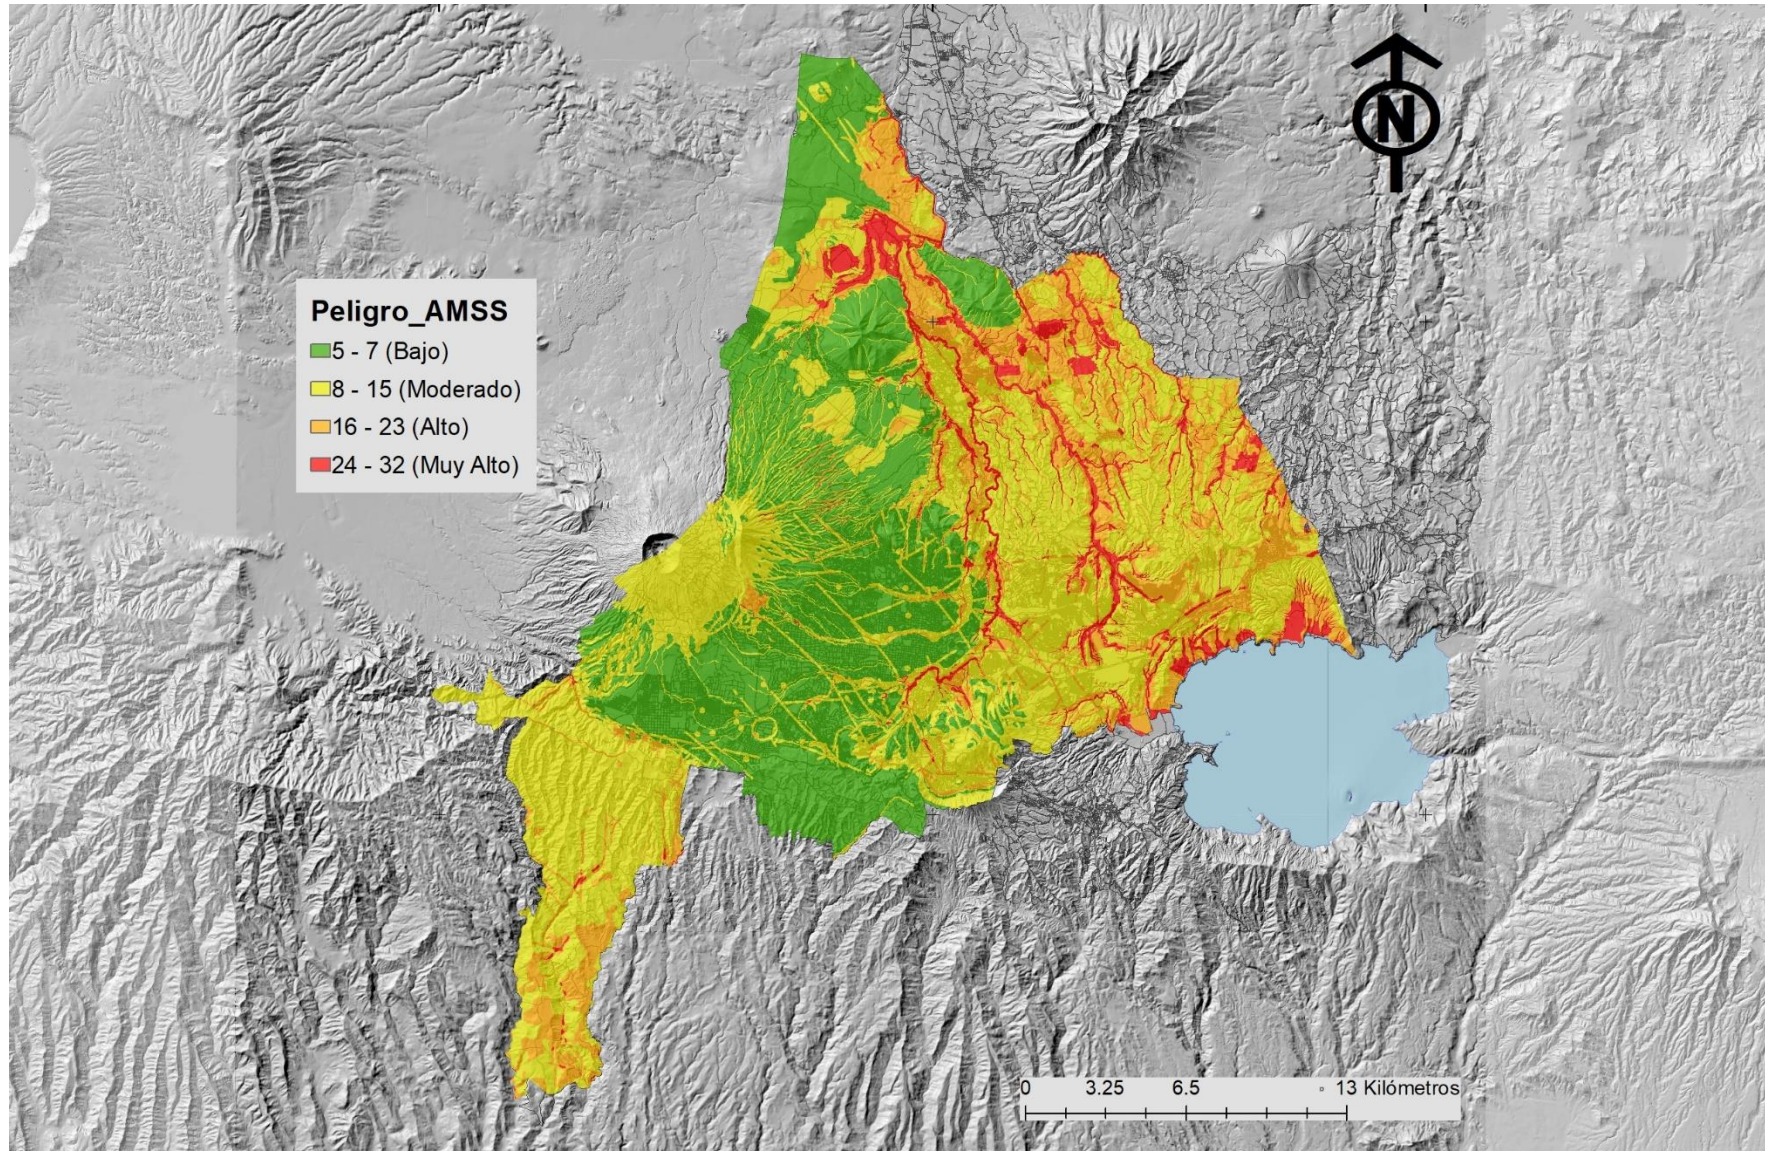 N
Peligro_AMSS
5 - 7 (Bajo)
8 - 15 (Moderado)
16 - 23 (Alto)
24 - 32 (Muy Alto)
0 3.25 6.5 13 Kilómetros